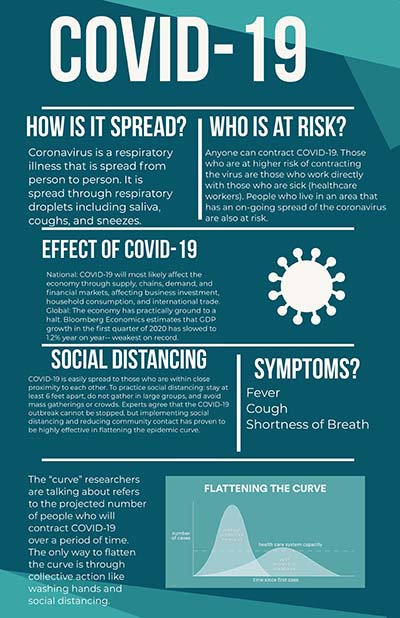 COVID-19
HOW IS IT SPREAD?
Coronavirus is a respiratory
illness that is spread from
person to person. It is
spread through respiratory
droplets including saliva,
coughs, and sneezes.
WHO IS AT RISK?
Anyone can contract COVID-19. Those
who are at higher risk of contracting
the virus are those who work directly
with those who are sick (healthcare
workers). People who live in an area that
has an on-going spread of the coronavirus
are also at risk.
EFFECT OF COVID-19
National: COVID-19 will most likely affect the
economy through supply, chains, demand, and
financial markets, affecting business investment,
household consumption, and international trade.
Global: The economy has practically ground to a
halt. Bloomberg Economics estimates that GDP
growth in the first quarter of 2020 has slowed to
1.2% year on year-- weakest on record.
SOCIAL DISTANCING
COVID-19 is easily spread to those who are within close
proximity to each other. To practice social distancing: stay at
least 6 feet apart, do not gather in large groups, and avoid
mass gatherings or crowds. Experts agree that the COVID-19
outbreak cannot be stopped, but implementing social
distancing and reducing community contact has proven to
be highly effective in flattening the epidemic curve.
SYMPTOMS?
Fever
Cough
Shortness of Breath
The “curve” researchers
are talking about refers
to the projected number
of people who will
contract COVID-19
over a period of time.
The only way to flatten
the curve is through
collective action like
washing hands and
social distancing.
FLATTENING THE CURVE
number
of cases
health care system capacity
time since first case